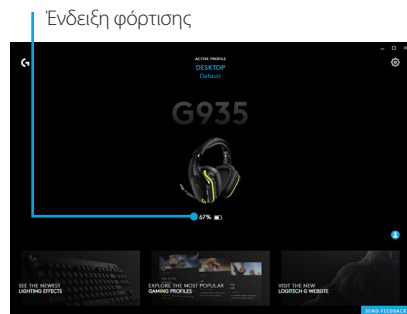 Ένδειξη φόρτισης
ACTIVE PROFILE
DESKTOP
Default
G935
67%
SEE THE NEWEST
LIGHTING EFFECTS
EXPLORE THE MOST POPULAR
GAMING PROFILES
VISIT THE NEW
LOGITECH G WEBSITE
SEND FEEDBACK